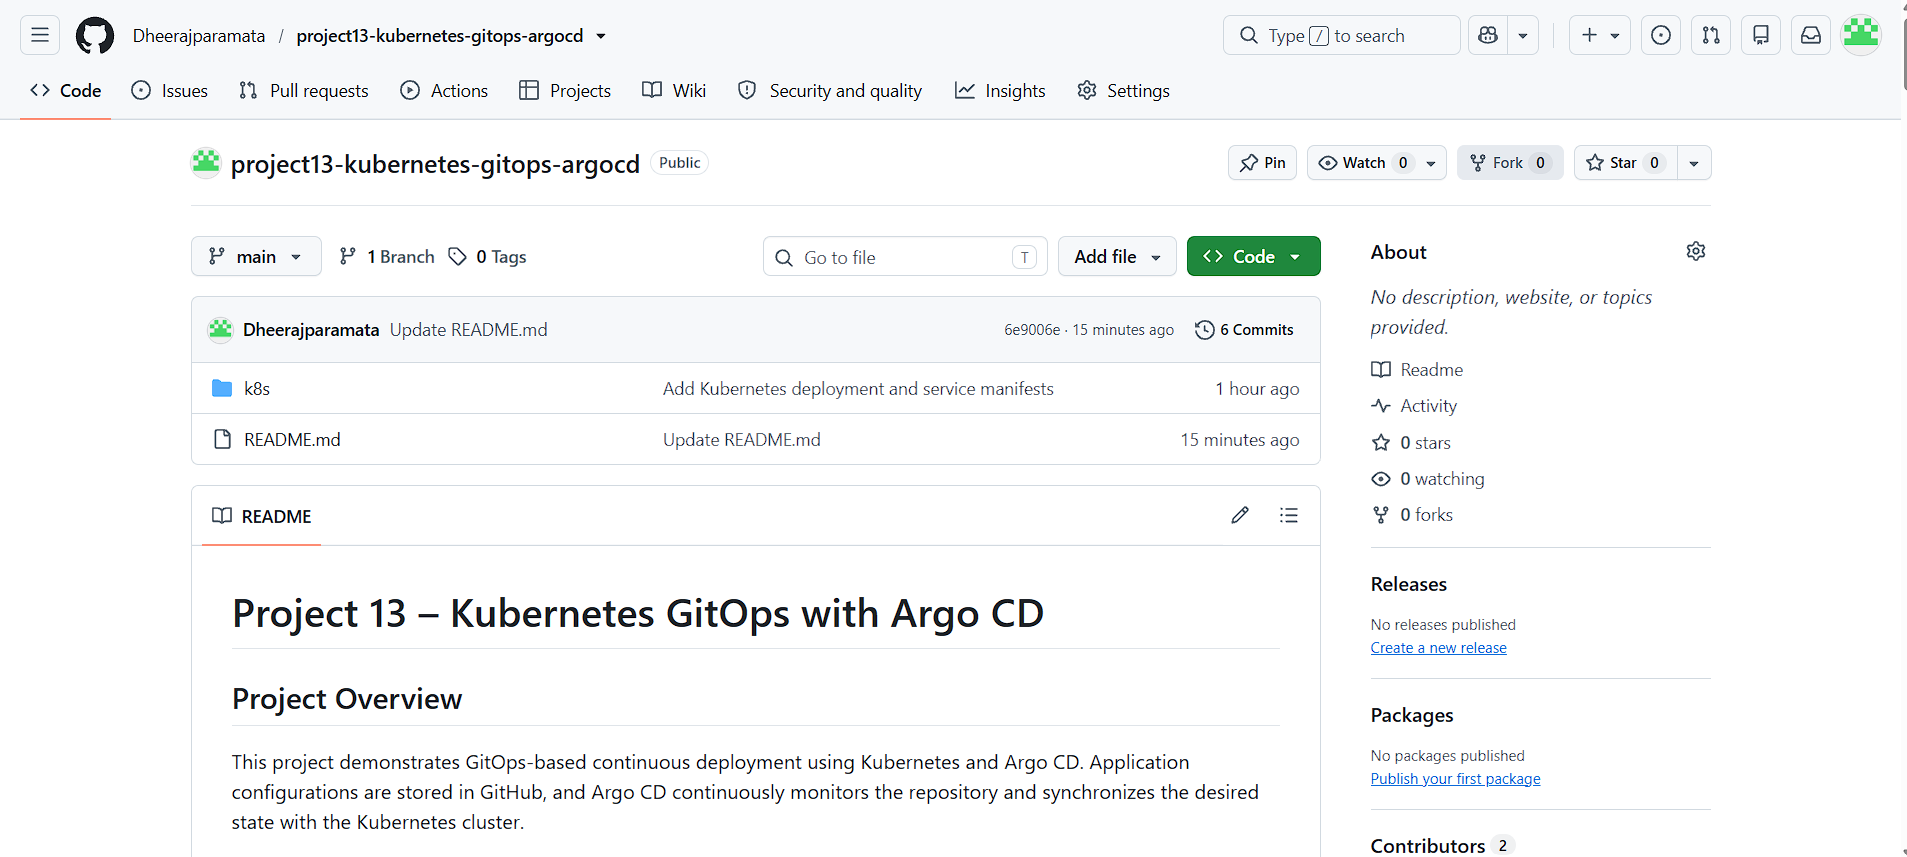 Dheerajparamata / project13-kubernetes-gitops-argocd
Type / to search
Code Issues Pull requests Actions Projects Wiki Security and quality Insights Settings
project13-kubernetes-gitops-argocd Public
Pin Watch 0 Fork 0 Star 0
main 1 Branch 0 Tags Go to file T Add file Code
Dheerajparamata Update README.md 6e9006e · 15 minutes ago 6 Commits
k8s Add Kubernetes deployment and service manifests 1 hour ago
README.md Update README.md 15 minutes ago
README
Project 13 – Kubernetes GitOps with Argo CD
Project Overview
This project demonstrates GitOps-based continuous deployment using Kubernetes and Argo CD. Application
configurations are stored in GitHub, and Argo CD continuously monitors the repository and synchronizes the desired
state with the Kubernetes cluster.
About
No description, website, or topics
provided.
Readme
Activity
0 stars
0 watching
0 forks
Releases
No releases published
Create a new release
Packages
No packages published
Publish your first package
Contributors 2